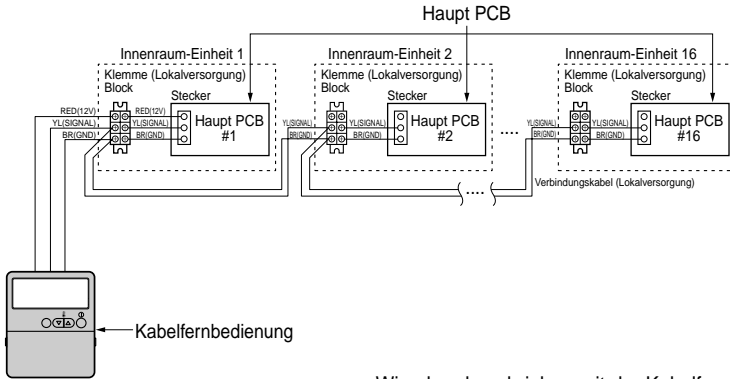 Haupt PCB
Innenraum-Einheit 1
Innenraum-Einheit 2
Innenraum-Einheit 16
Klemme (Lokalversorgung)
Block
Stecker
Klemme (Lokalversorgung)
Block
Stecker
Klemme (Lokalversorgung)
Block
Stecker
RED(12V)
YL(SIGNAL)
BR(GND)
RED(12V)
YL(SIGNAL)
BR(GND)
Haupt PCB
#1
YL(SIGNAL)
BR(GND)
YL(SIGNAL)
BR(GND)
Haupt PCB
#2
....
YL(SIGNAL)
BR(GND)
YL(SIGNAL)
BR(GND)
Haupt PCB
#16
....
Verbindungskabel (Lokalversorgung)
Kabelfernbedienung